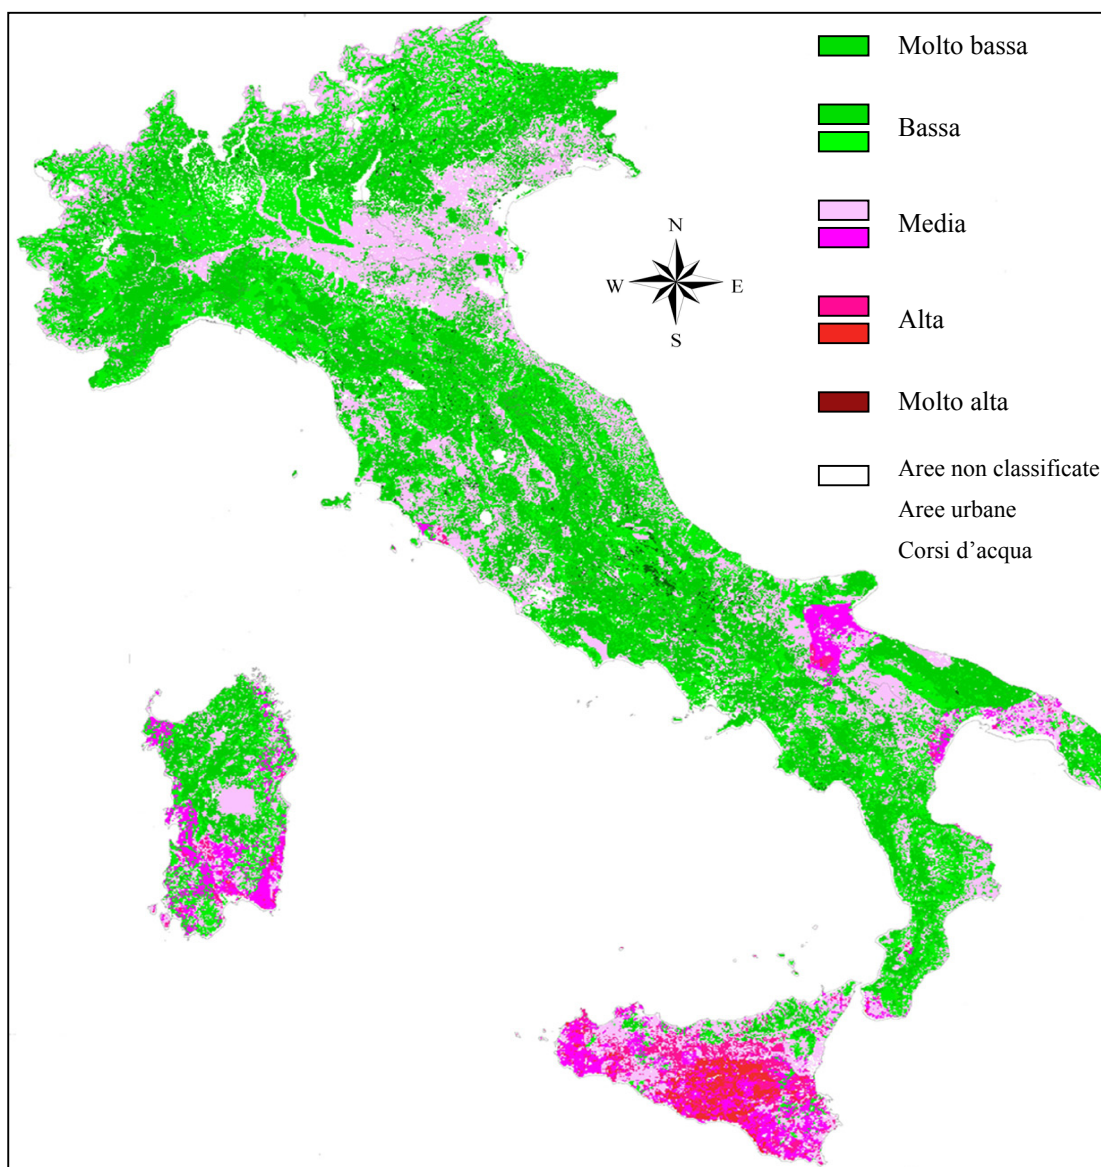 Molto bassa
Bassa
Media
Alta
Molto alta
Aree non classificate
Aree urbane
Corsi d'acqua
N
W E
S